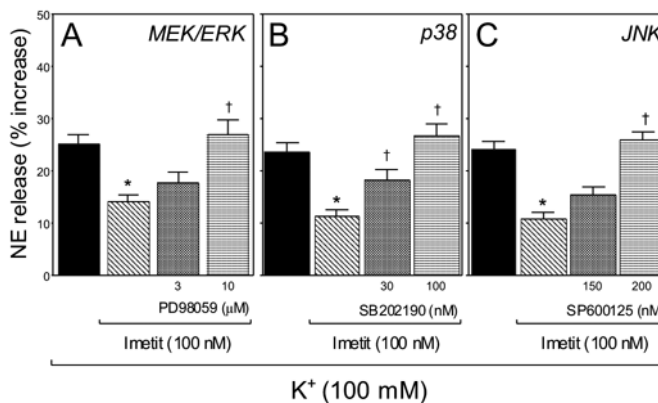 A MEK/ERK
B p38
C JNK
NE release (% increase)
50
40
30
20
10
0
* †
* † †
* †
3 10
30 100
150 200
PD98059 (μM)
SB202190 (nM)
SP600125 (nM
Imetit (100 nM)
Imetit (100 nM)
Imetit (100 nM)
K⁺ (100 mM)